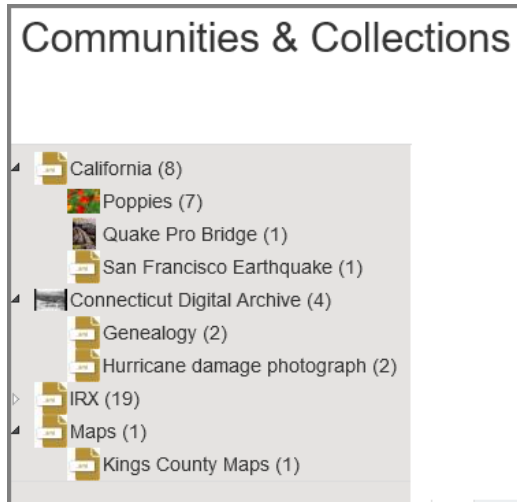 Communities & Collections
California (8)
Poppies (7)
Quake Pro Bridge (1)
San Francisco Earthquake (1)
Connecticut Digital Archive (4)
Genealogy (2)
Hurricane damage photograph (2)
IRX (19)
Maps (1)
Kings County Maps (1)